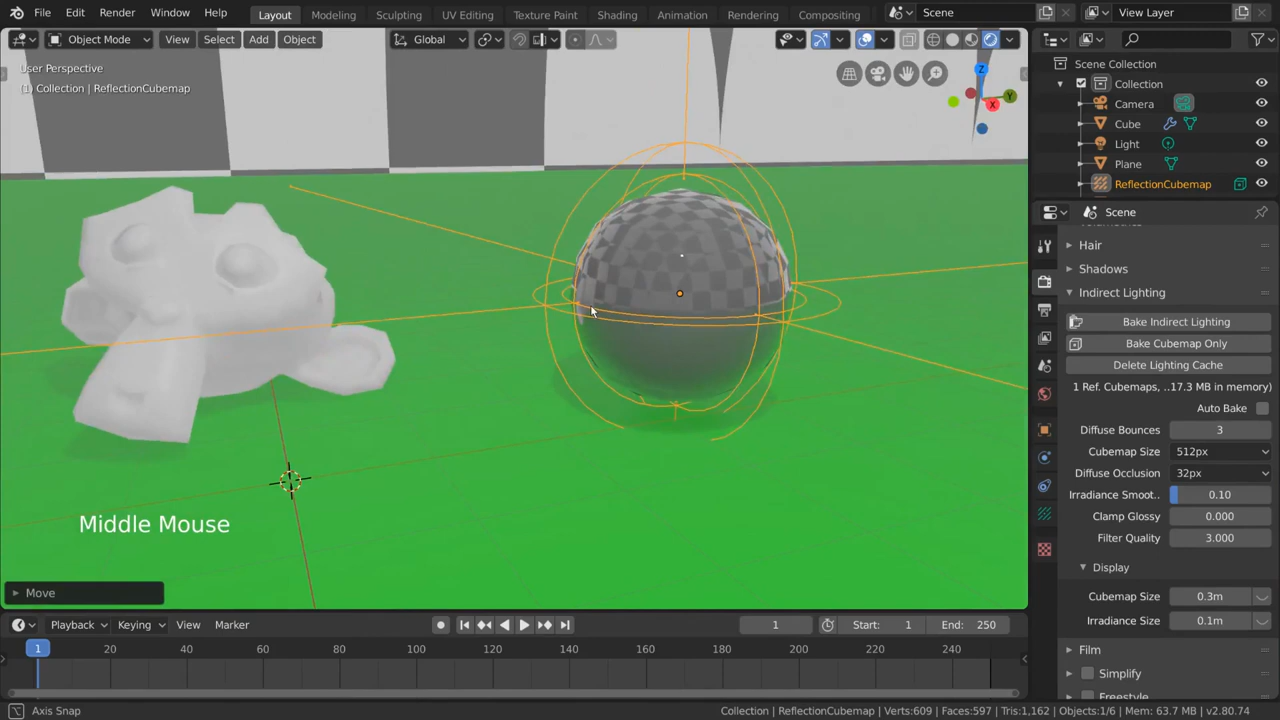 File Edit Render Window Help Layout Modeling Sculpting UV Editing Texture Paint Shading Animation Rendering Compositing Scene View Layer
Object Mode View Select Add Object Global
User Perspective
(1) Collection | ReflectionCubemap
Z
Y
X
Middle Mouse
Move
Scene Collection
Collection
Camera
Cube
Light
Plane
ReflectionCubemap
Scene
Hair
Shadows
Indirect Lighting
Bake Indirect Lighting
Bake Cubemap Only
Delete Lighting Cache
1 Ref. Cubemaps, ..17.3 MB in memory)
Auto Bake
Diffuse Bounces 3
Cubemap Size 512px
Diffuse Occlusion 32px
Irradiance Smoot.. 0.10
Clamp Glossy 0.000
Filter Quality 3.000
Display
Cubemap Size 0.3m
Irradiance Size 0.1m
Film
Simplify
Freestyle
Playback Keying View Marker 1 Start: 1 End: 250
1 20 40 60 80 100 120 140 160 180 200 220 240
Axis Snap
Collection | ReflectionCubemap | Verts:609 | Faces:597 | Tris:1,162 | Objects:1/6 | Mem: 63.7 MB | v2.80.74